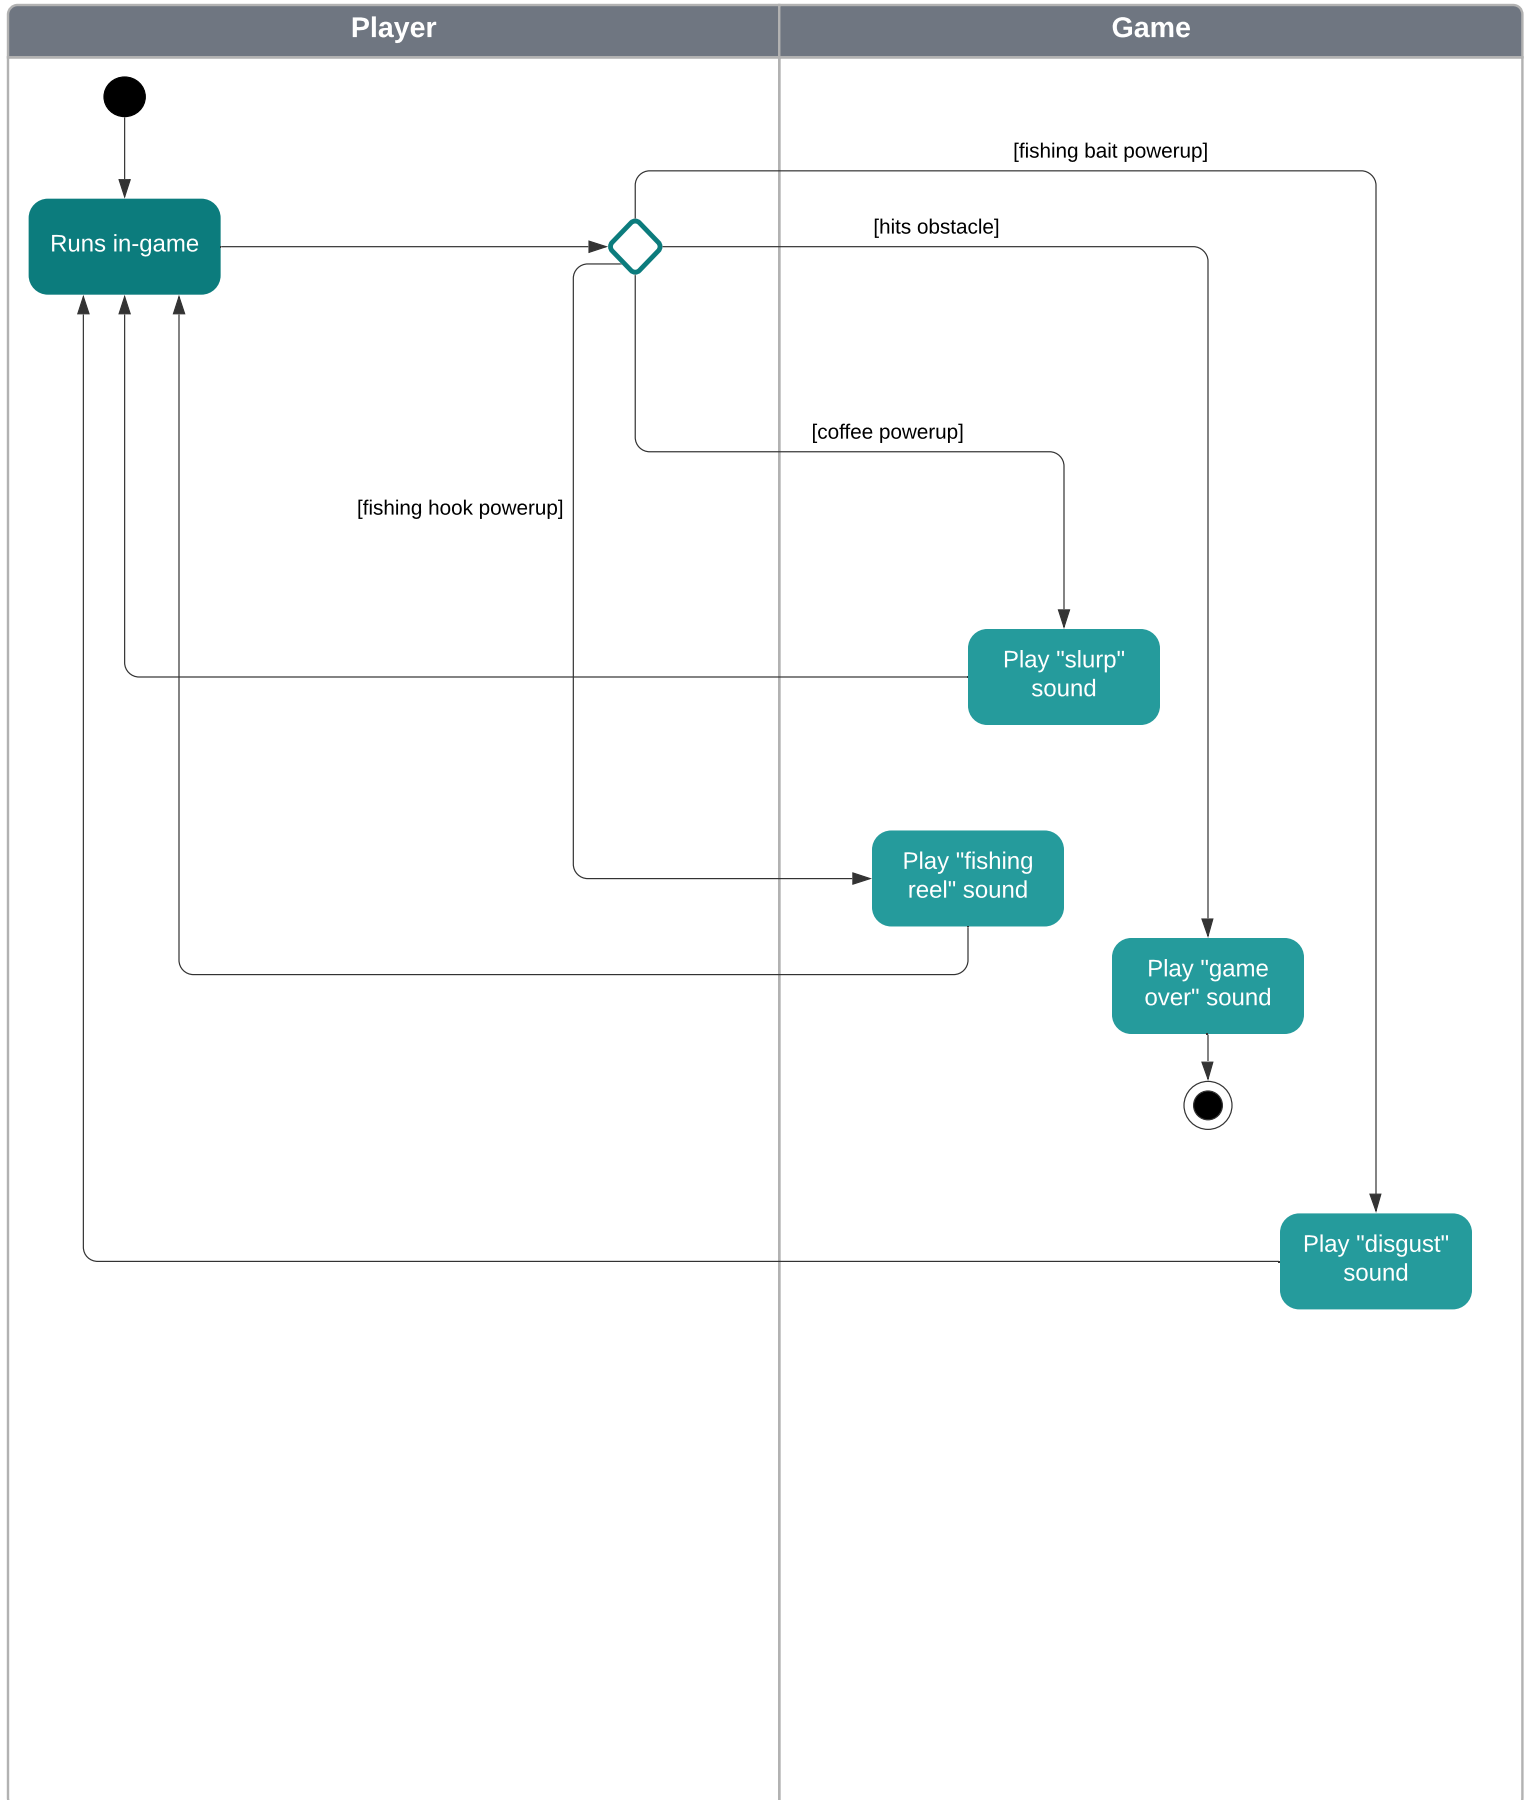 Player
Game
[fishing bait powerup]
[hits obstacle]
Runs in-game
[coffee powerup]
[fishing hook powerup]
Play "slurp"
sound
Play "fishing
reel" sound
Play "game
over" sound
Play "disgust"
sound